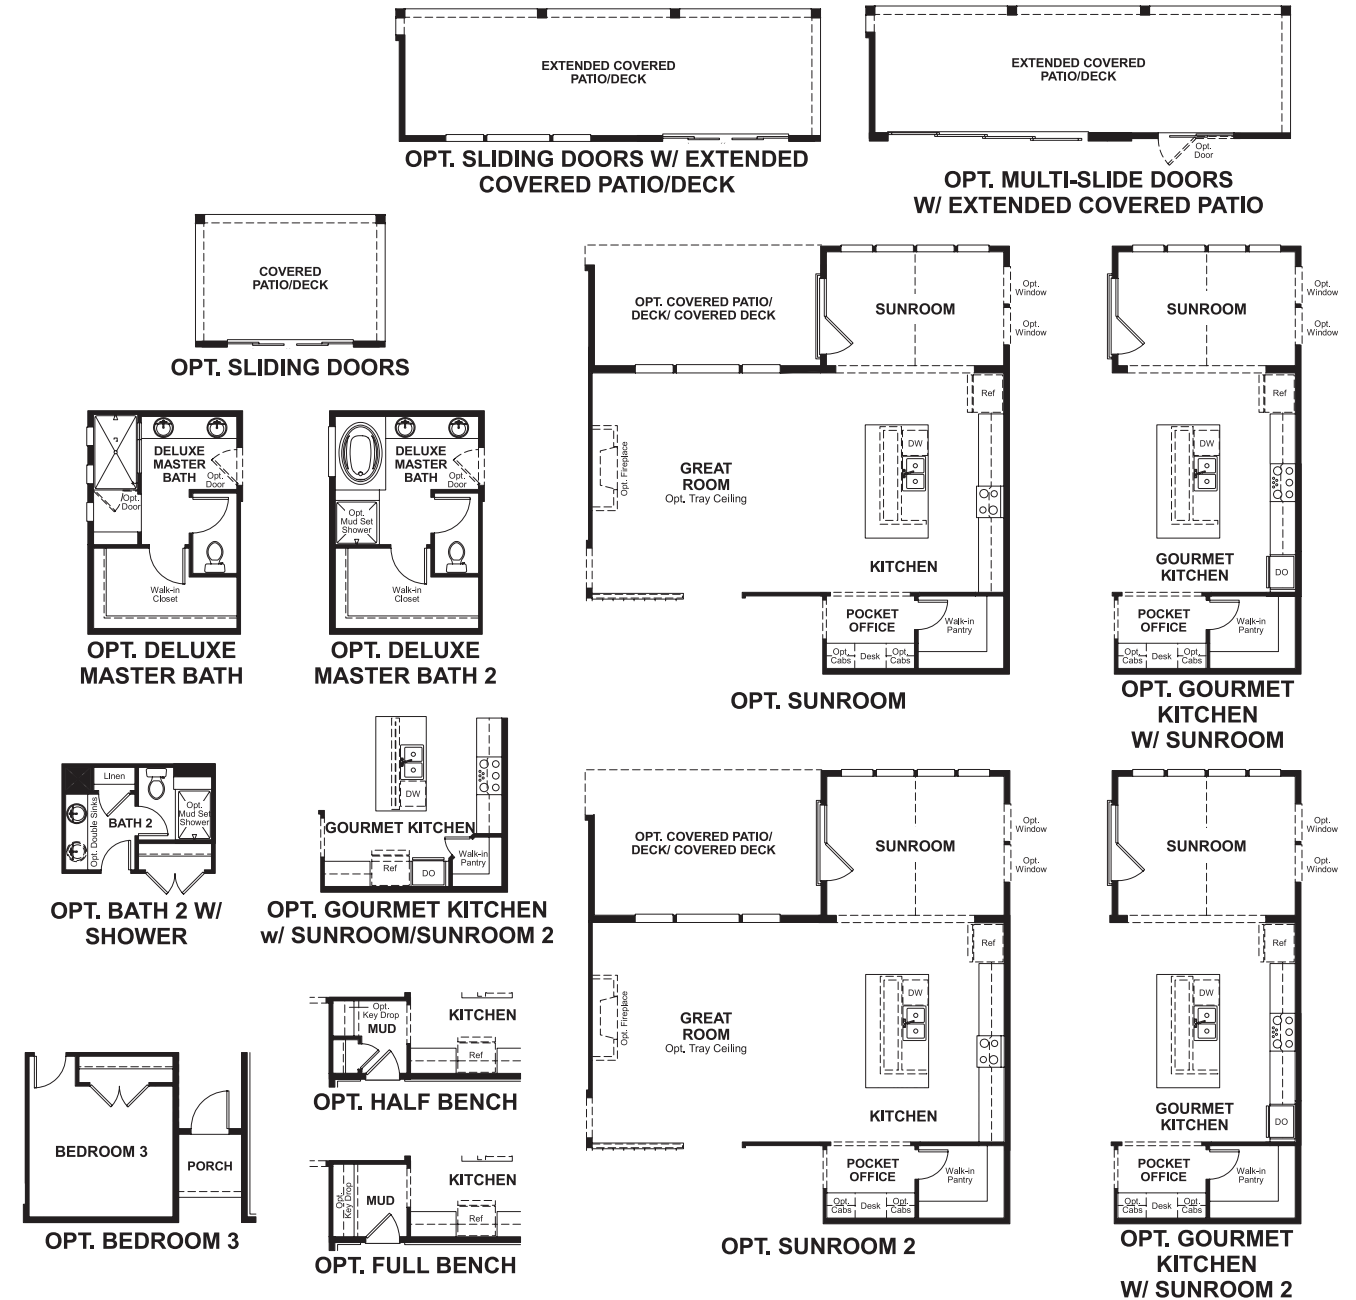 EXTENDED COVERED
PATIO/DECK
OPT. SLIDING DOORS W/ EXTENDED
COVERED PATIO/DECK
EXTENDED COVERED
PATIO/DECK
Opt.
Door
OPT. MULTI-SLIDE DOORS
W/ EXTENDED COVERED PATIO
COVERED
PATIO/DECK
OPT. SLIDING DOORS
OPT. COVERED PATIO/
DECK/ COVERED DECK
SUNROOM
Opt.
Window
Opt.
Window
Ref
DW
Opt. Fireplace
GREAT
ROOM
Opt. Tray Ceiling
KITCHEN
POCKET
OFFICE
Walk-in
Pantry
Opt.
Cabs
Desk
Opt.
Cabs
OPT. SUNROOM
SUNROOM
Opt.
Window
Opt.
Window
Ref
DW
GOURMET
KITCHEN
DO
POCKET
OFFICE
Walk-in
Pantry
Opt.
Cabs
Desk
Opt.
Cabs
OPT. GOURMET
KITCHEN
W/ SUNROOM
DELUXE
MASTER
BATH
Opt.
Door
Opt.
Door
Walk-in
Closet
OPT. DELUXE
MASTER BATH
DELUXE
MASTER
BATH
Opt.
Door
Opt.
Mud Set
Shower
Walk-in
Closet
OPT. DELUXE
MASTER BATH 2
Linen
Opt. Double Sinks
BATH 2
Opt.
Mud Set
Shower
OPT. BATH 2 W/
SHOWER
DW
GOURMET KITCHEN
Walk-in
Pantry
Ref
DO
OPT. GOURMET KITCHEN
w/ SUNROOM/SUNROOM 2
OPT. COVERED PATIO/
DECK/ COVERED DECK
SUNROOM
Opt.
Window
Opt.
Window
Ref
DW
Opt. Fireplace
GREAT
ROOM
Opt. Tray Ceiling
KITCHEN
POCKET
OFFICE
Walk-in
Pantry
Opt.
Cabs
Desk
Opt.
Cabs
OPT. SUNROOM 2
SUNROOM
Opt.
Window
Opt.
Window
Ref
DW
GOURMET
KITCHEN
DO
POCKET
OFFICE
Walk-in
Pantry
Opt.
Cabs
Desk
Opt.
Cabs
OPT. GOURMET
KITCHEN
W/ SUNROOM 2
BEDROOM 3
PORCH
OPT. BEDROOM 3
Opt.
Key Drop
MUD
KITCHEN
Ref
OPT. HALF BENCH
Opt.
Key Drop
MUD
KITCHEN
Ref
OPT. FULL BENCH